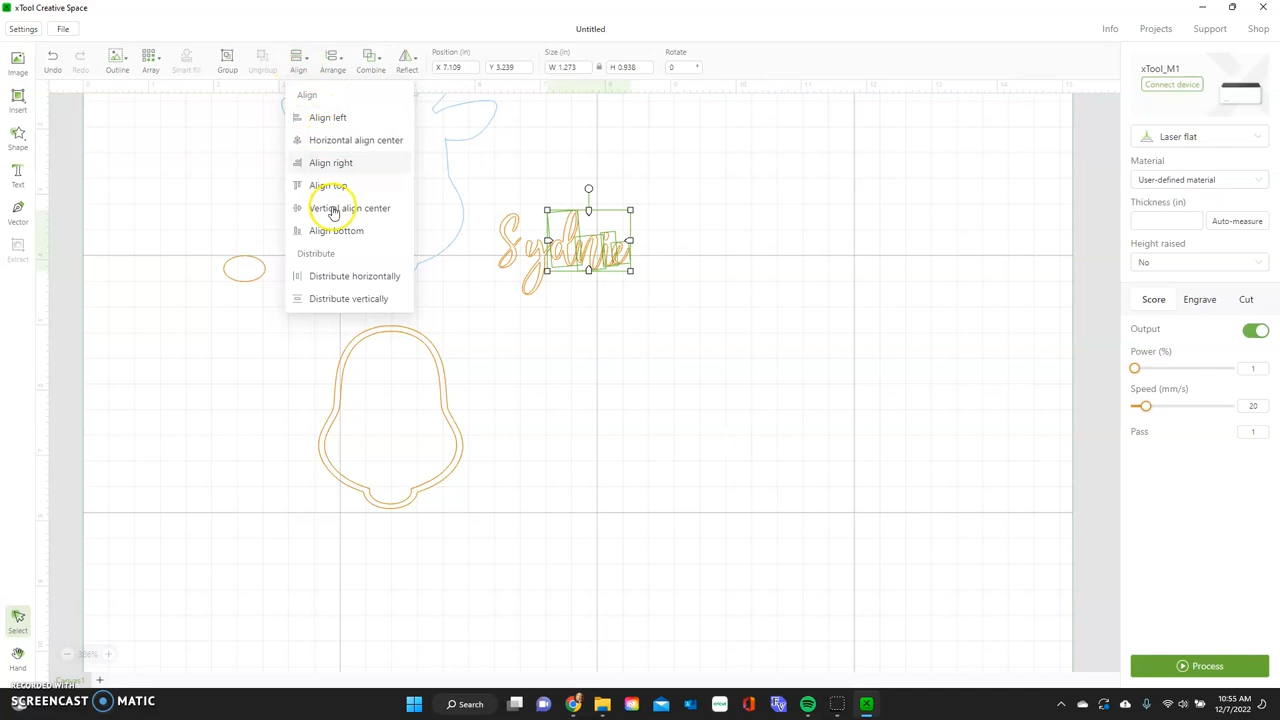 xTool Creative Space
Settings File Untitled Info Projects Support Shop
Image Undo Redo Outline Array Smart fill Group Ungroup Align Arrange Combine Reflect
Position (in) X 7.109 Y 3.239
Size (in) W 1.273 H 0.938
Rotate 0 °
Insert
Shape
Text
Vector
Extract
Select
Hand
Align
Align left
Horizontal align center
Align right
Align top
Vertical align center
Align bottom
Distribute
Distribute horizontally
Distribute vertically
xTool_M1
Connect device
Laser flat
Material
User-defined material
Thickness (in)
Auto-measure
Height raised
No
Score Engrave Cut
Output
Power (%)
1
Speed (mm/s)
20
Pass 1
Process
Canvas1 +
RECORDED WITH
SCREENCAST MATIC
Search
10:55 AM
12/7/2022